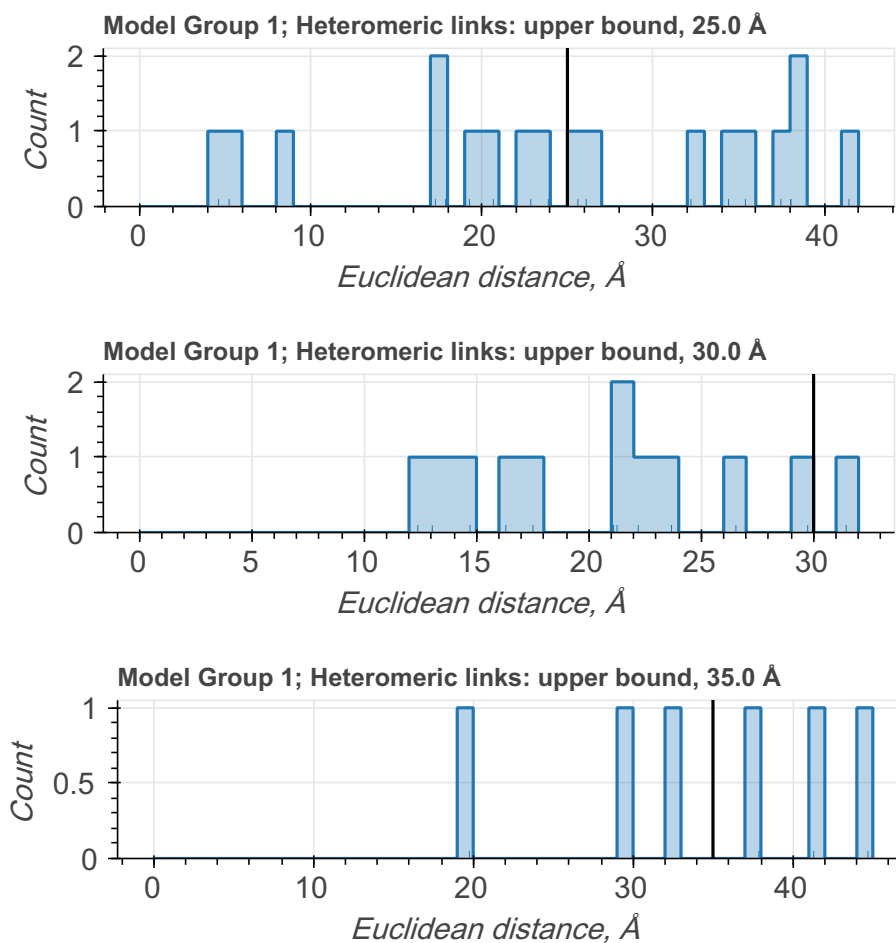 Model Group 1; Heteromeric links: upper bound, 25.0 Å
2
1
0
Count
0 10 20 30 40
Euclidean distance, Å
Model Group 1; Heteromeric links: upper bound, 30.0 Å
2
1
0
Count
0 5 10 15 20 25 30
Euclidean distance, Å
Model Group 1; Heteromeric links: upper bound, 35.0 Å
1
0.5
0
Count
0 10 20 30 40
Euclidean distance, Å